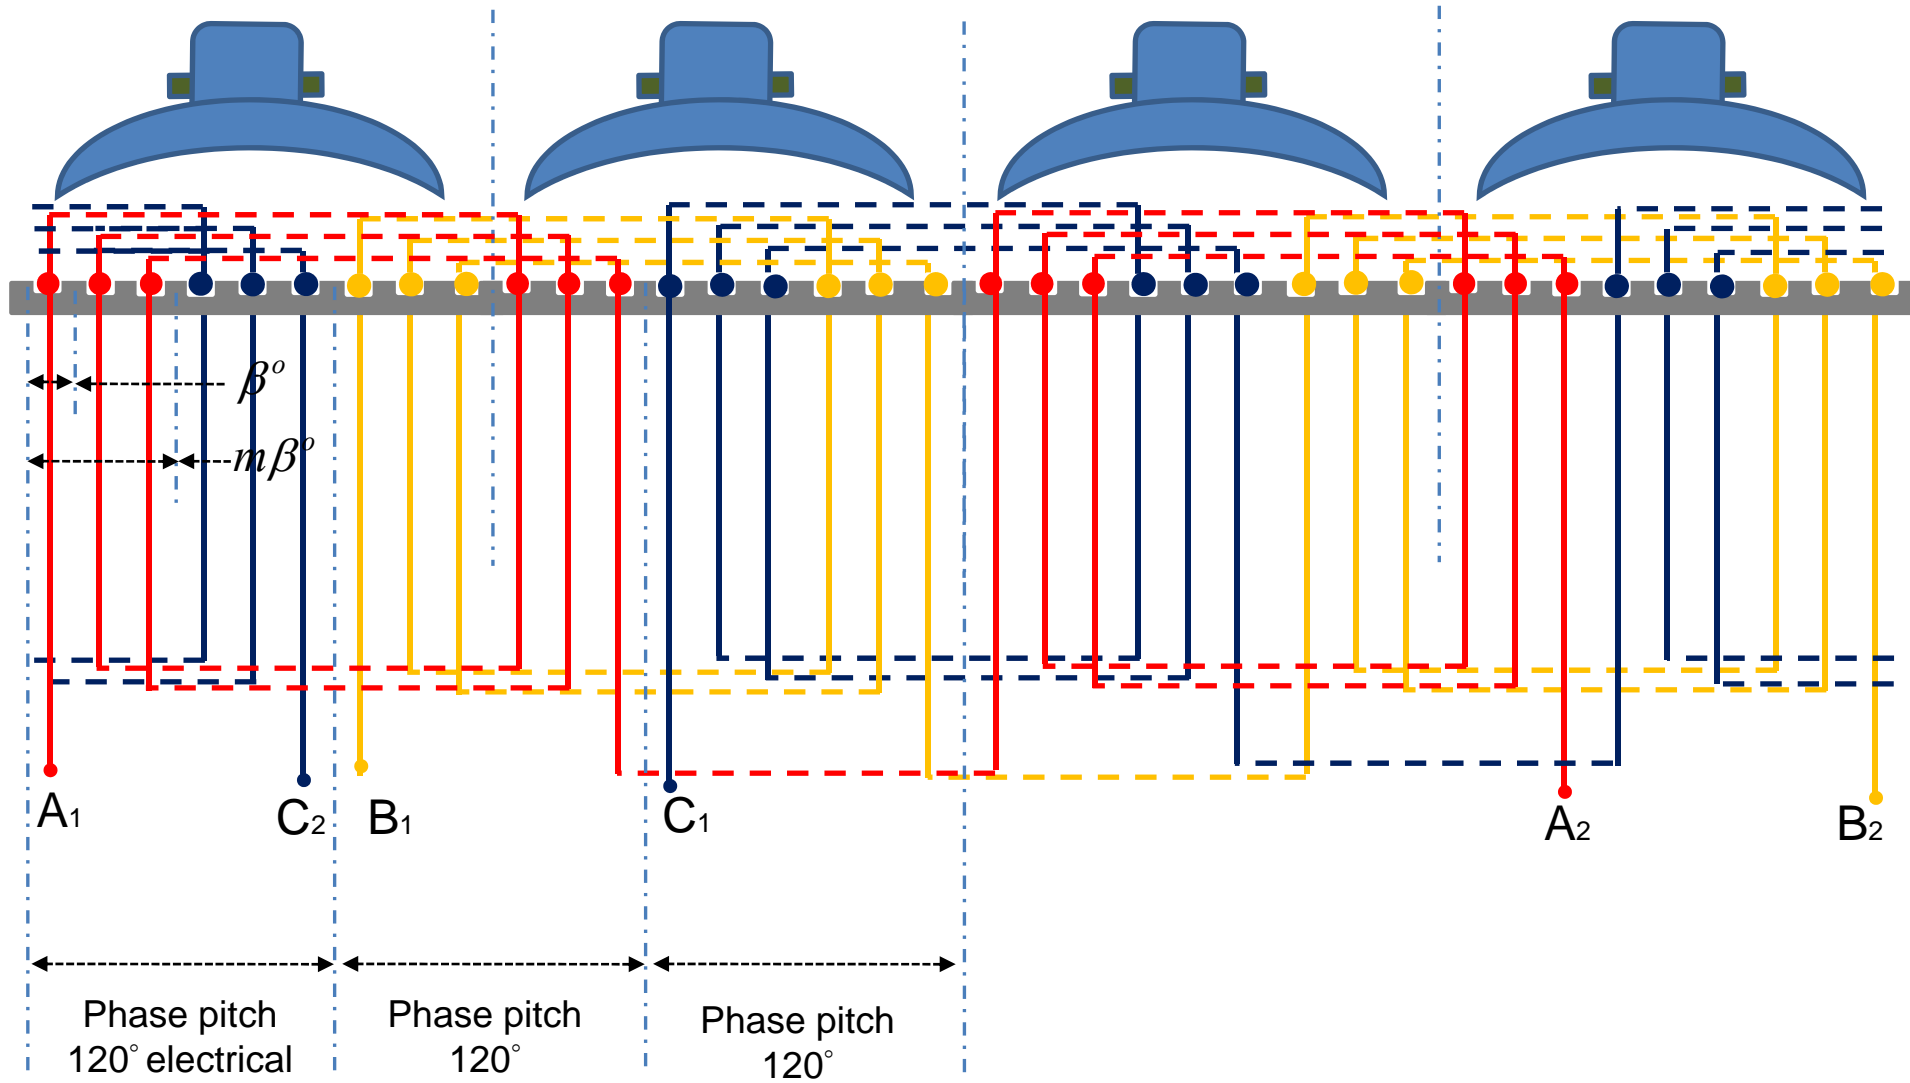 β°
mβ°
A1
C2
B1
C1
A2
B2
Phase pitch
120° electrical
Phase pitch
120°
Phase pitch
120°